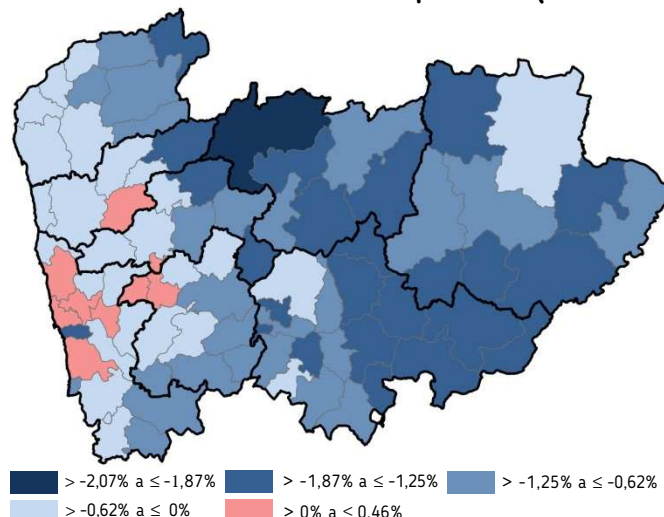 > -2,07% a ≤ -1,87% > -1,87% a ≤ -1,25% > -1,25% a ≤ -0,62%
> -0,62% a ≤ 0% > 0% a ≤ 0,46%